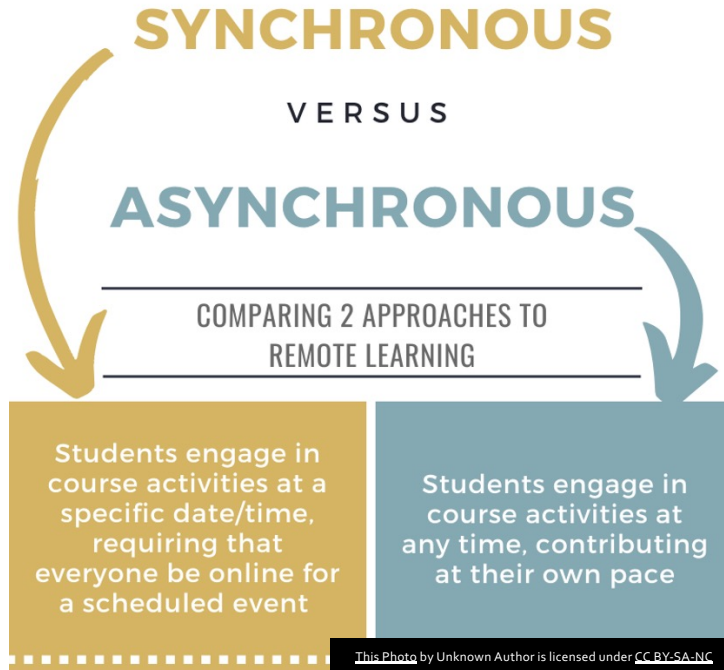 SYNCHRONOUS
VERSUS
ASYNCHRONOUS
COMPARING 2 APPROACHES TO
REMOTE LEARNING
Students engage in
course activities at a
specific date/time,
requiring that
everyone be online for
a scheduled event
Students engage in
course activities at
any time, contributing
at their own pace
This Photo by Unknown Author is licensed under CC BY-SA-NC